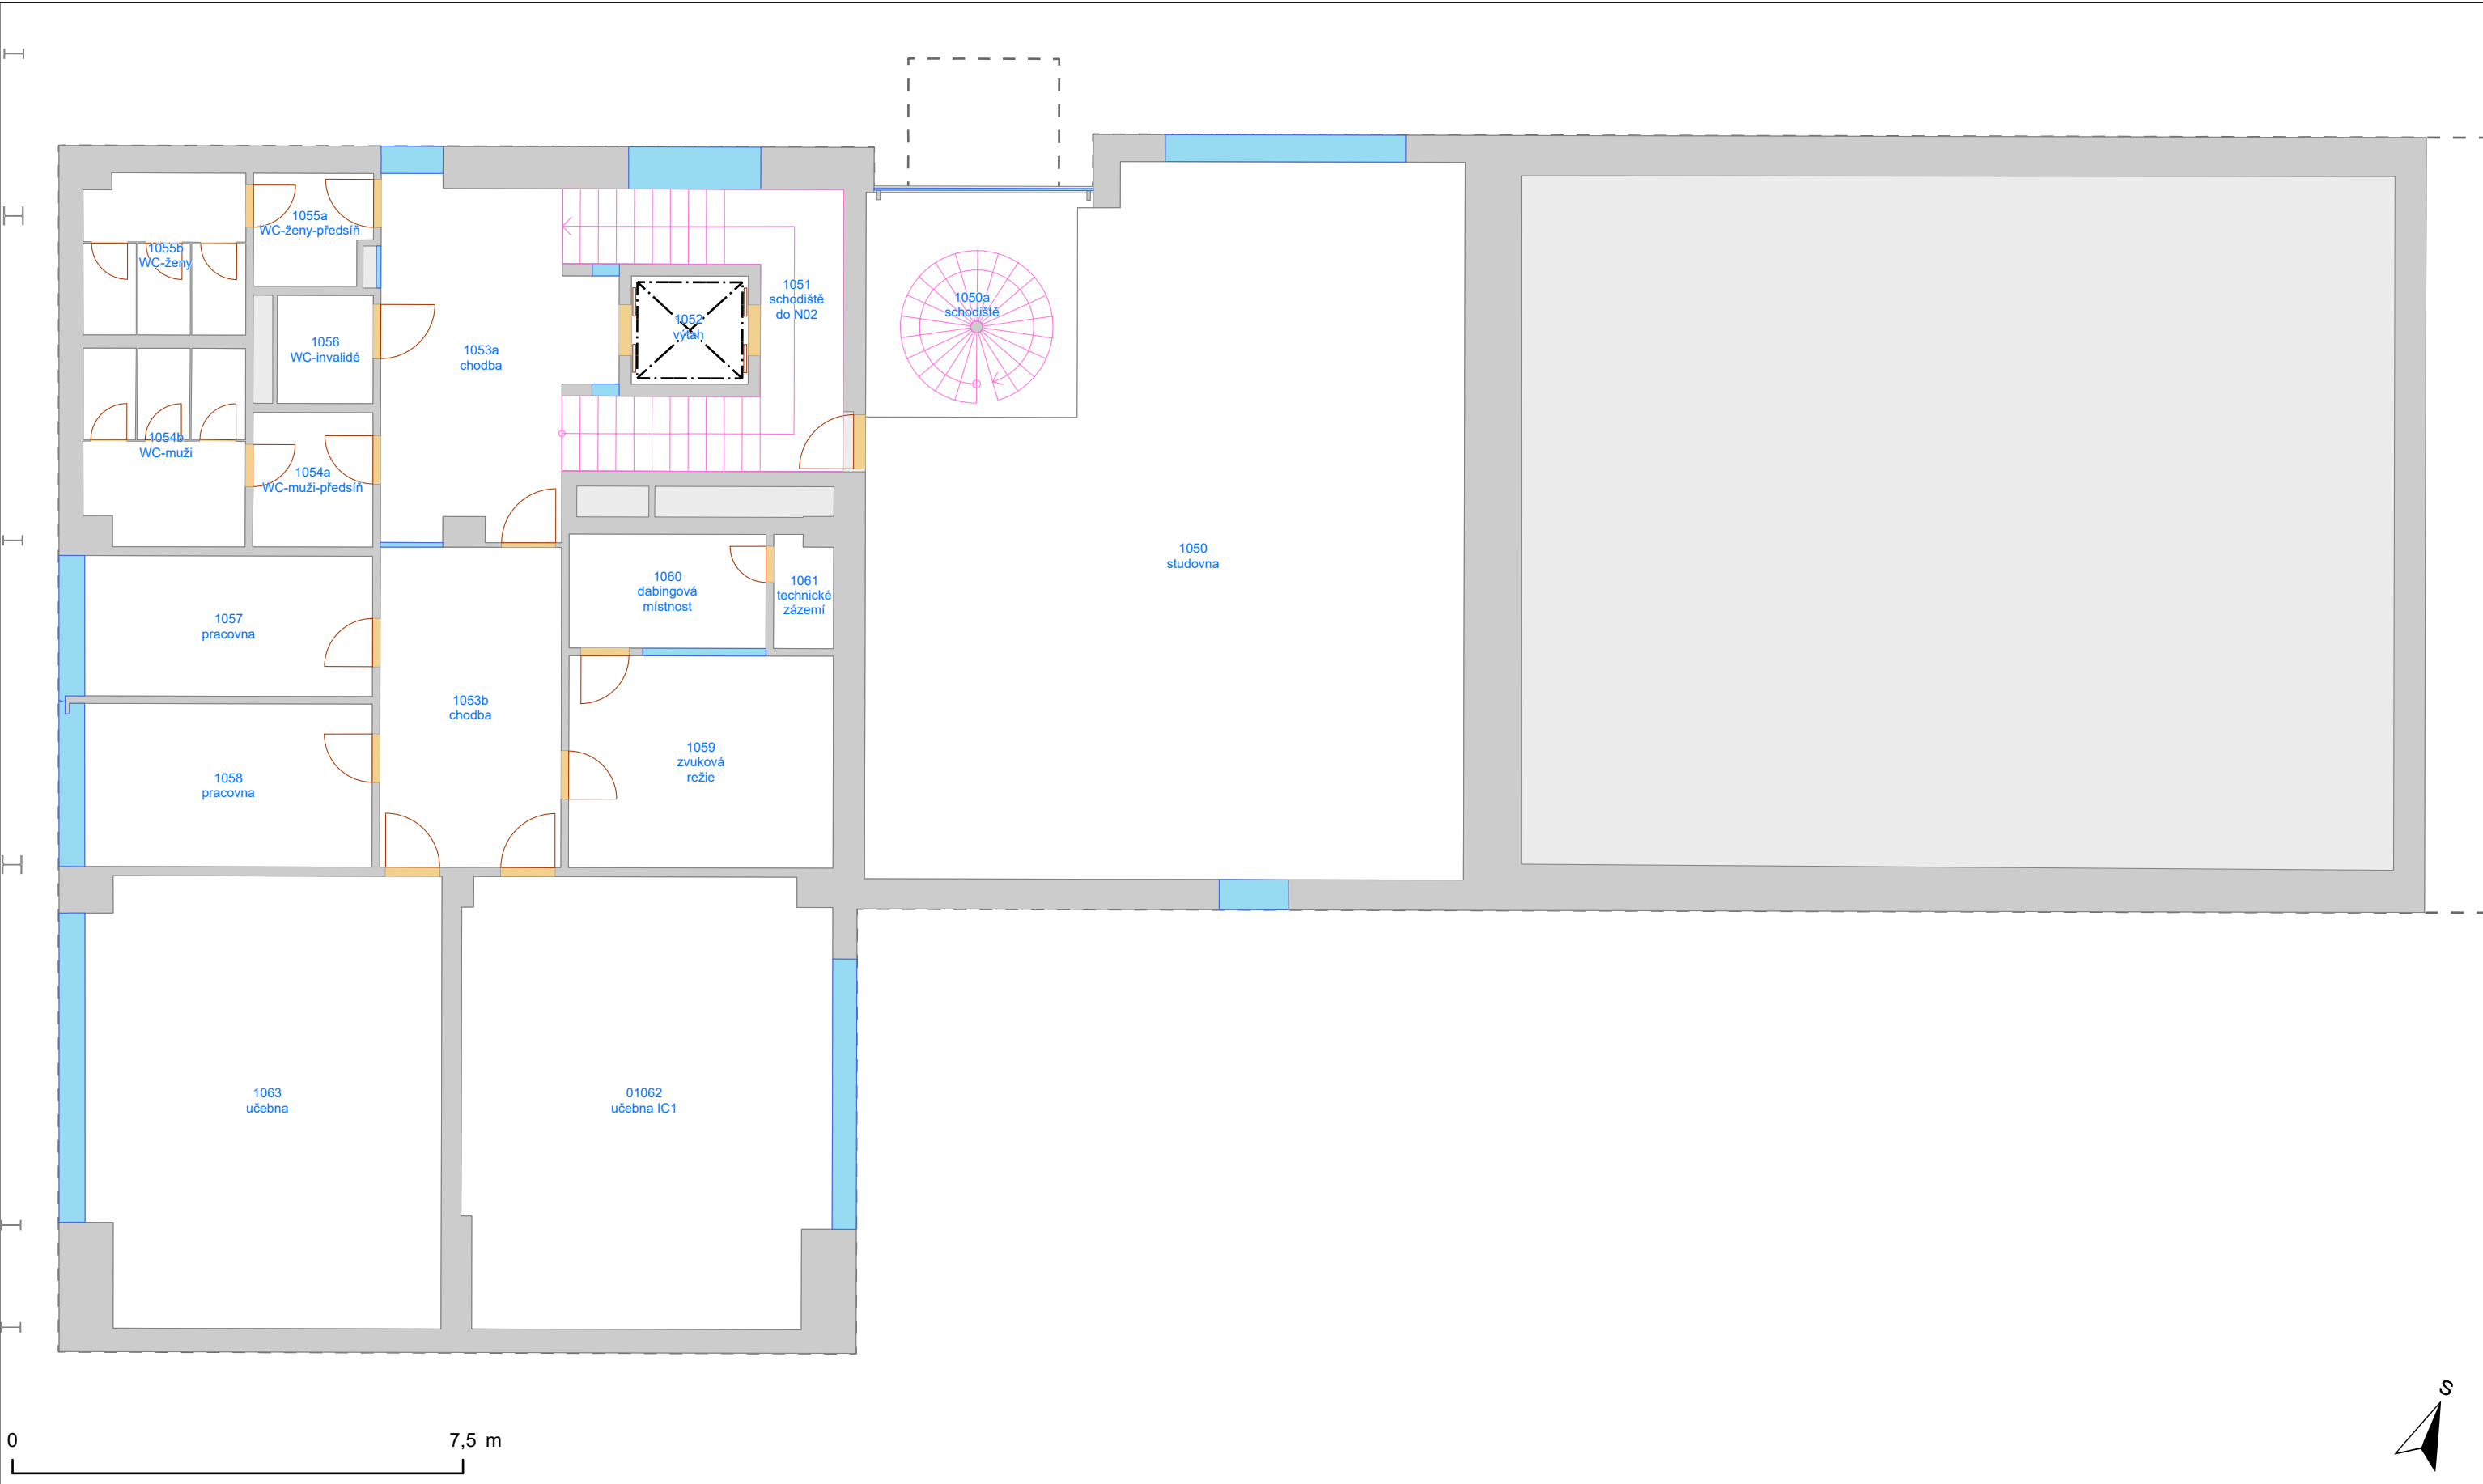 1055a
WC-ženy-předsíň
1055b
WC-ženy
1051
schodiště
do N02
1050a
schodiště
1052
výtah
1056
WC-invalidé
1053a
chodba
1054b
WC-muži
1054a
WC-muži-předsíň
1050
studovna
1060
dabingová
místnost
1061
technické
zázemí
1057
pracovna
1053b
chodba
1059
zvuková
režie
1058
pracovna
1063
učebna
01062
učebna IC1
S
0
7,5 m